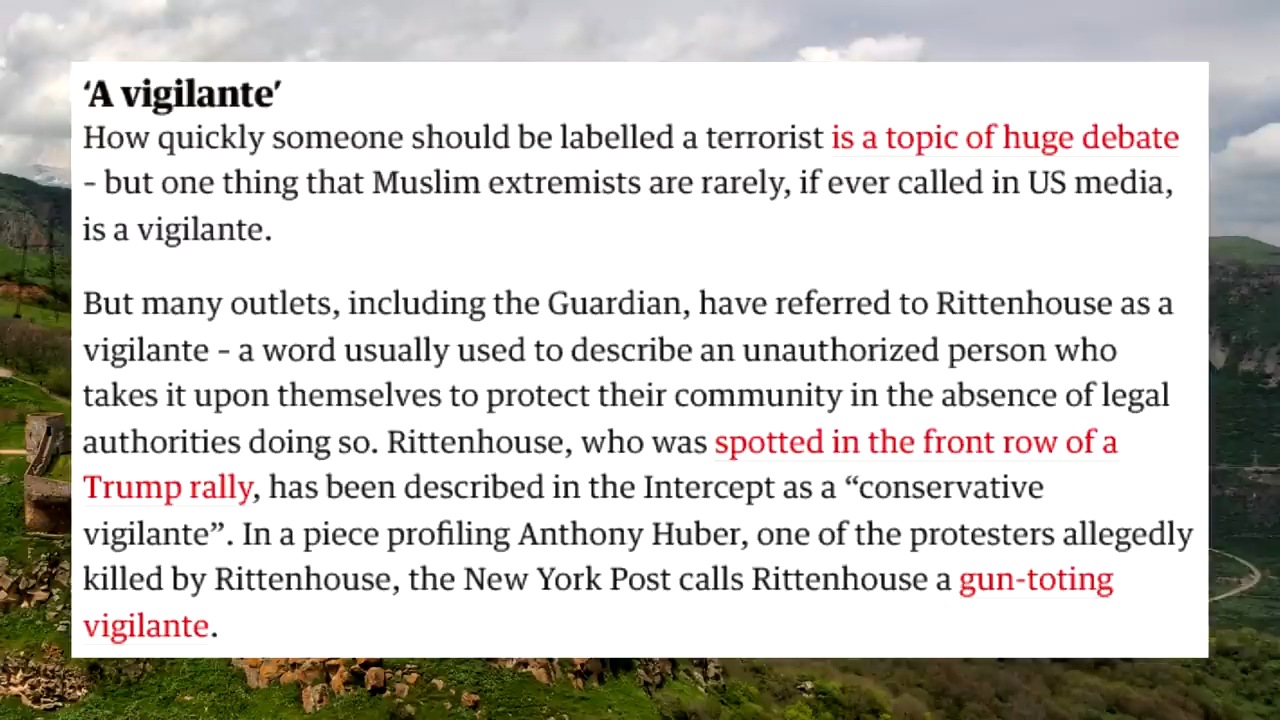 ‘A vigilante’
How quickly someone should be labelled a terrorist is a topic of huge debate
– but one thing that Muslim extremists are rarely, if ever called in US media,
is a vigilante.
But many outlets, including the Guardian, have referred to Rittenhouse as a
vigilante – a word usually used to describe an unauthorized person who
takes it upon themselves to protect their community in the absence of legal
authorities doing so. Rittenhouse, who was spotted in the front row of a
Trump rally, has been described in the Intercept as a “conservative
vigilante”. In a piece profiling Anthony Huber, one of the protesters allegedly
killed by Rittenhouse, the New York Post calls Rittenhouse a gun-toting
vigilante.